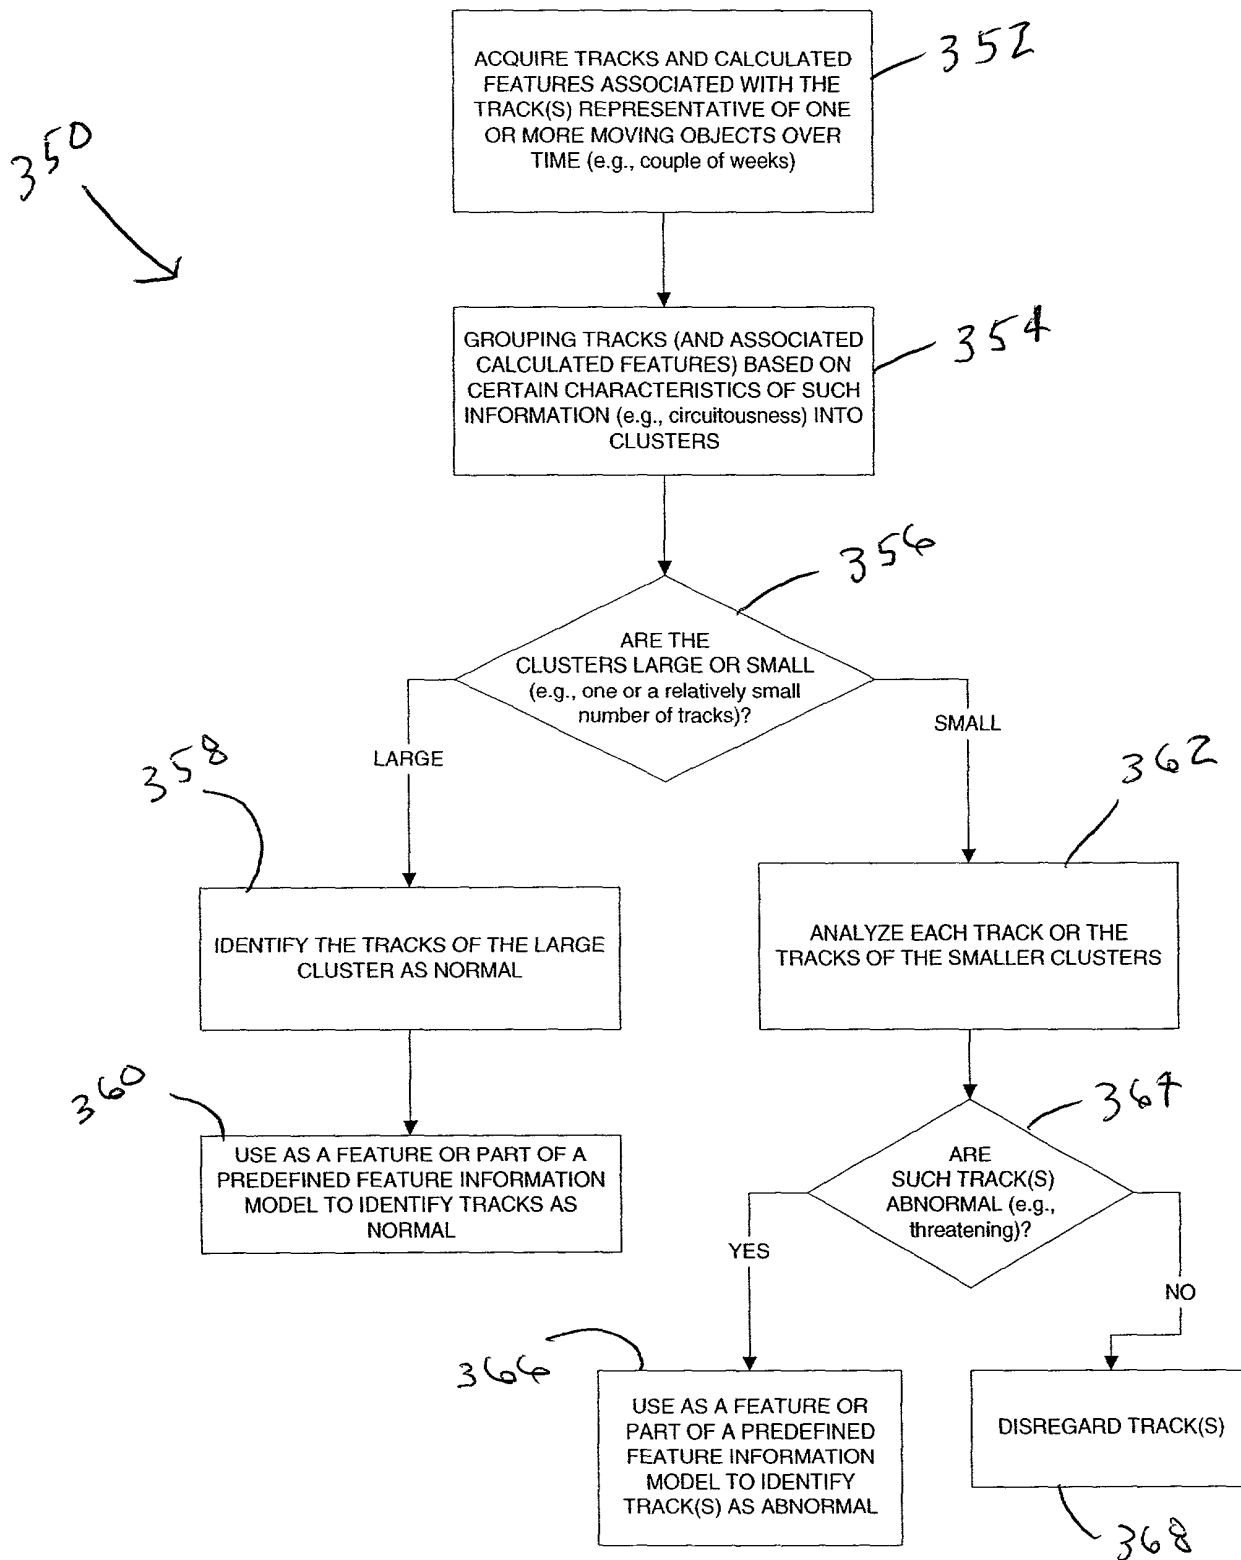 352
ACQUIRE TRACKS AND CALCULATED
FEATURES ASSOCIATED WITH THE
TRACK(S) REPRESENTATIVE OF ONE
OR MORE MOVING OBJECTS OVER
TIME (e.g., couple of weeks)
350
354
GROUPING TRACKS (AND ASSOCIATED
CALCULATED FEATURES) BASED ON
CERTAIN CHARACTERISTICS OF SUCH
INFORMATION (e.g., circuitousness) INTO
CLUSTERS
356
ARE THE
CLUSTERS LARGE OR SMALL
(e.g., one or a relatively small
number of tracks)?
LARGE
SMALL
358
362
IDENTIFY THE TRACKS OF THE LARGE
CLUSTER AS NORMAL
ANALYZE EACH TRACK OR THE
TRACKS OF THE SMALLER CLUSTERS
360
364
USE AS A FEATURE OR PART OF A
PREDEFINED FEATURE INFORMATION
MODEL TO IDENTIFY TRACKS AS
NORMAL
ARE
SUCH TRACK(S)
ABNORMAL (e.g.,
threatening)?
YES
NO
366
USE AS A FEATURE OR
PART OF A PREDEFINED
FEATURE INFORMATION
MODEL TO IDENTIFY
TRACK(S) AS ABNORMAL
DISREGARD TRACK(S)
368